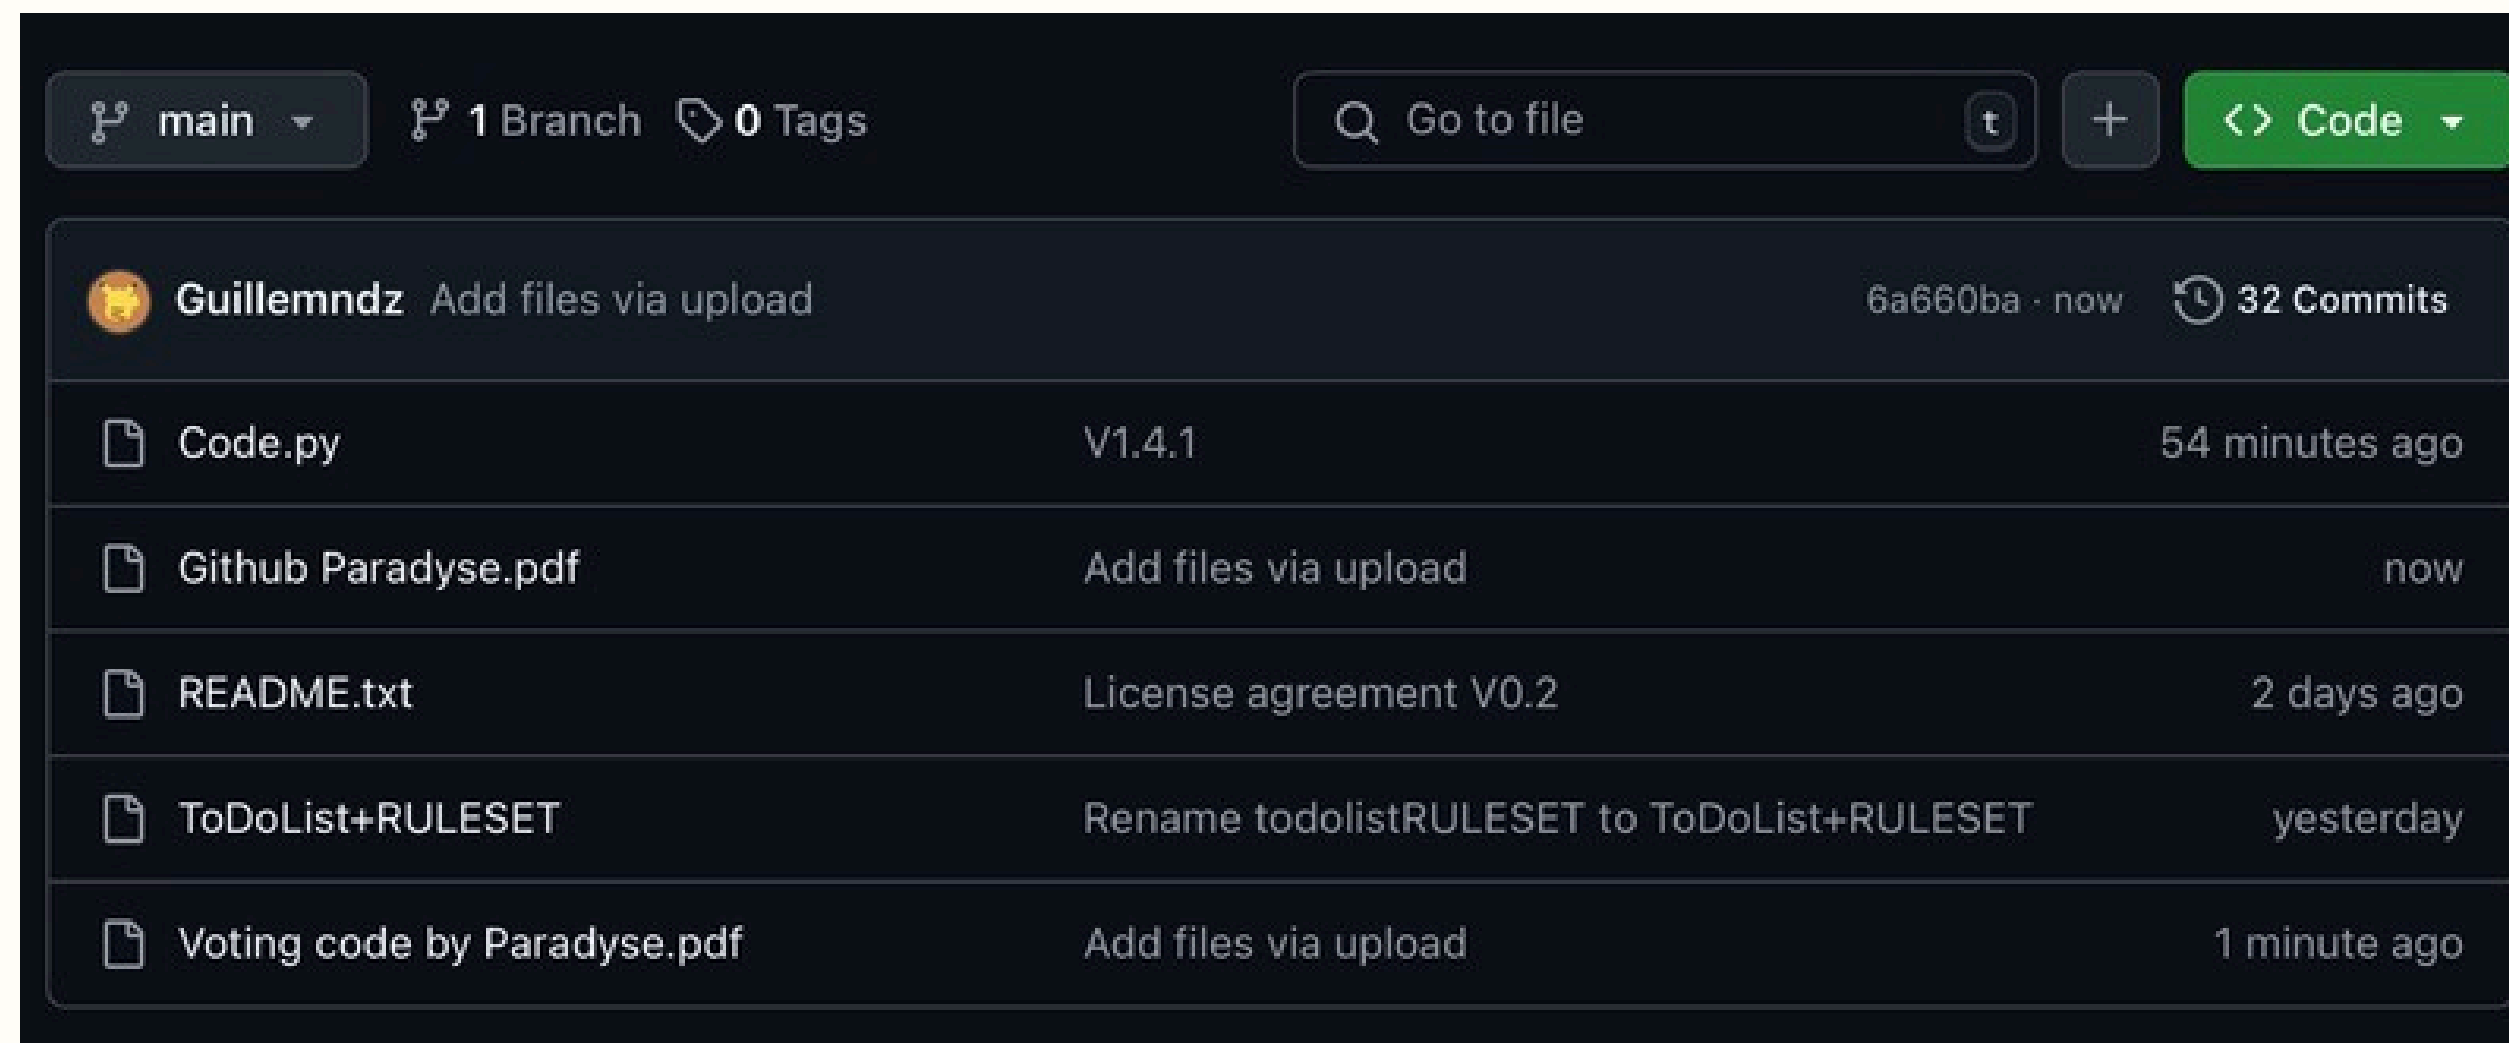 main 1 Branch 0 Tags Go to file t + Code
Guillemndz Add files via upload 6a660ba · now 32 Commits
Code.py V1.4.1 54 minutes ago
Github Paradyse.pdf Add files via upload now
README.txt License agreement V0.2 2 days ago
ToDoList+RULESET Rename todolistRULESET to ToDoList+RULESET yesterday
Voting code by Paradyse.pdf Add files via upload 1 minute ago